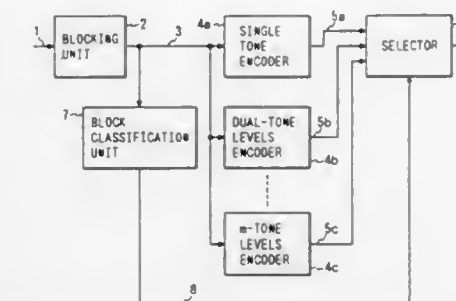 1
BLOCKING
UNIT
2
3
4a
SINGLE
TONE
ENCODER
5a
SELECTOR
7
BLOCK
CLASSIFICATION
UNIT
DUAL-TONE
LEVELS
ENCODER
5b
4b
m-TONE
LEVELS
ENCODER
5c
4c
8